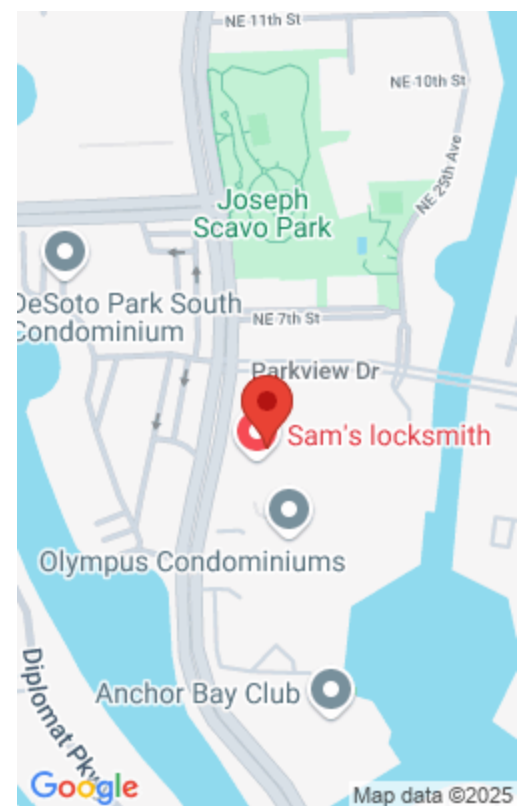 NE 11th St
NE 10th St
NE 25th Ave
Joseph
Scavo Park
DeSoto Park South
Condominium
NE 7th St
Parkview Dr
Sam's locksmith
Olympus Condominiums
Anchor Bay Club
Diplomat Pkwy
Google
Map data ©2025